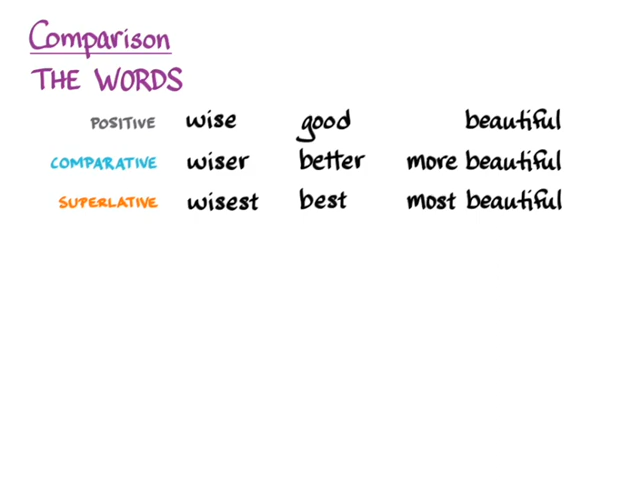 Comparison
THE WORDS
POSITIVE wise good beautiful
COMPARATIVE wiser better more beautiful
SUPERLATIVE wisest best most beautiful